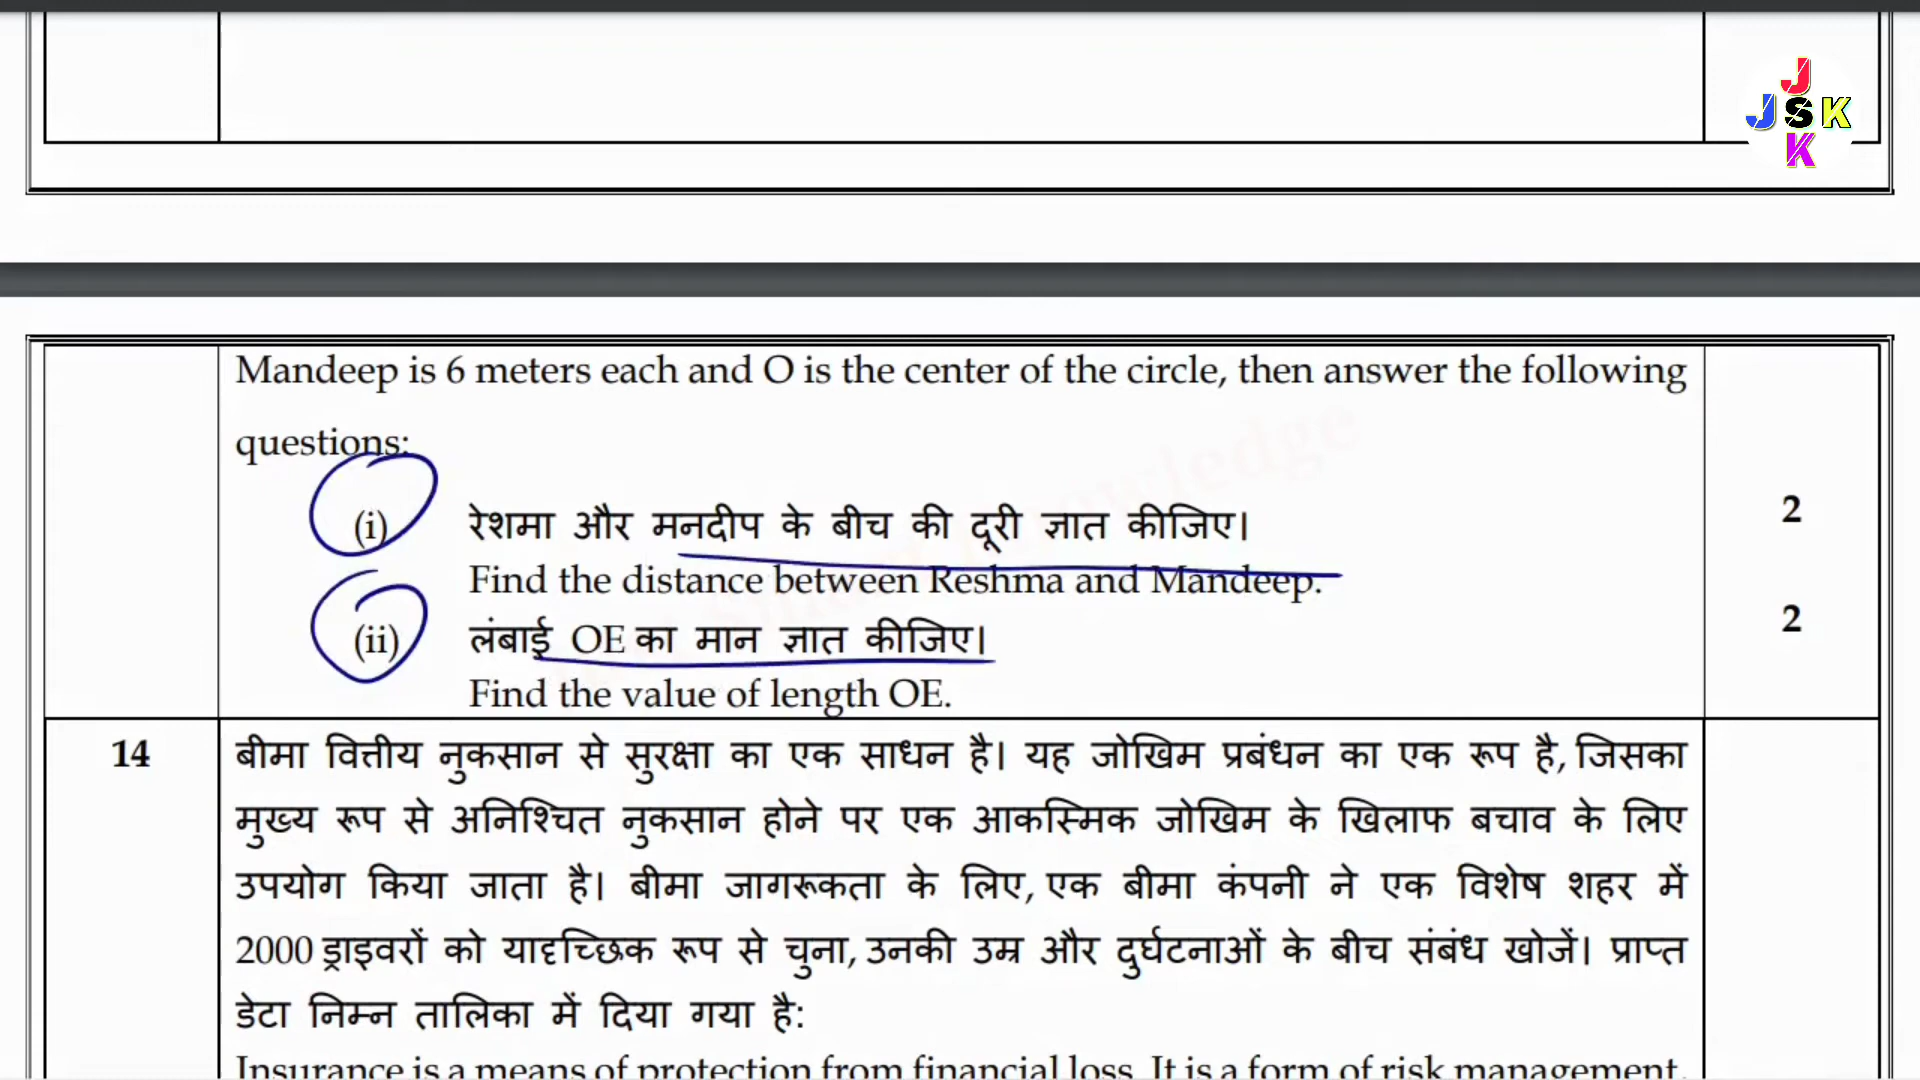 J
JSK
K
Mandeep is 6 meters each and O is the center of the circle, then answer the following
questions:
(i) रेशमा और मनदीप के बीच की दूरी ज्ञात कीजिए। 2
Find the distance between Reshma and Mandeep.
(ii) लंबाई OE का मान ज्ञात कीजिए। 2
Find the value of length OE.
14 बीमा वित्तीय नुकसान से सुरक्षा का एक साधन है। यह जोखिम प्रबंधन का एक रूप है, जिसका
मुख्य रूप से अनिश्चित नुकसान होने पर एक आकस्मिक जोखिम के खिलाफ बचाव के लिए
उपयोग किया जाता है। बीमा जागरूकता के लिए, एक बीमा कंपनी ने एक विशेष शहर में
2000 ड्राइवरों को यादृच्छिक रूप से चुना, उनकी उम्र और दुर्घटनाओं के बीच संबंध खोजें। प्राप्त
डेटा निम्न तालिका में दिया गया है:
Insurance is a means of protection from financial loss. It is a form of risk management,